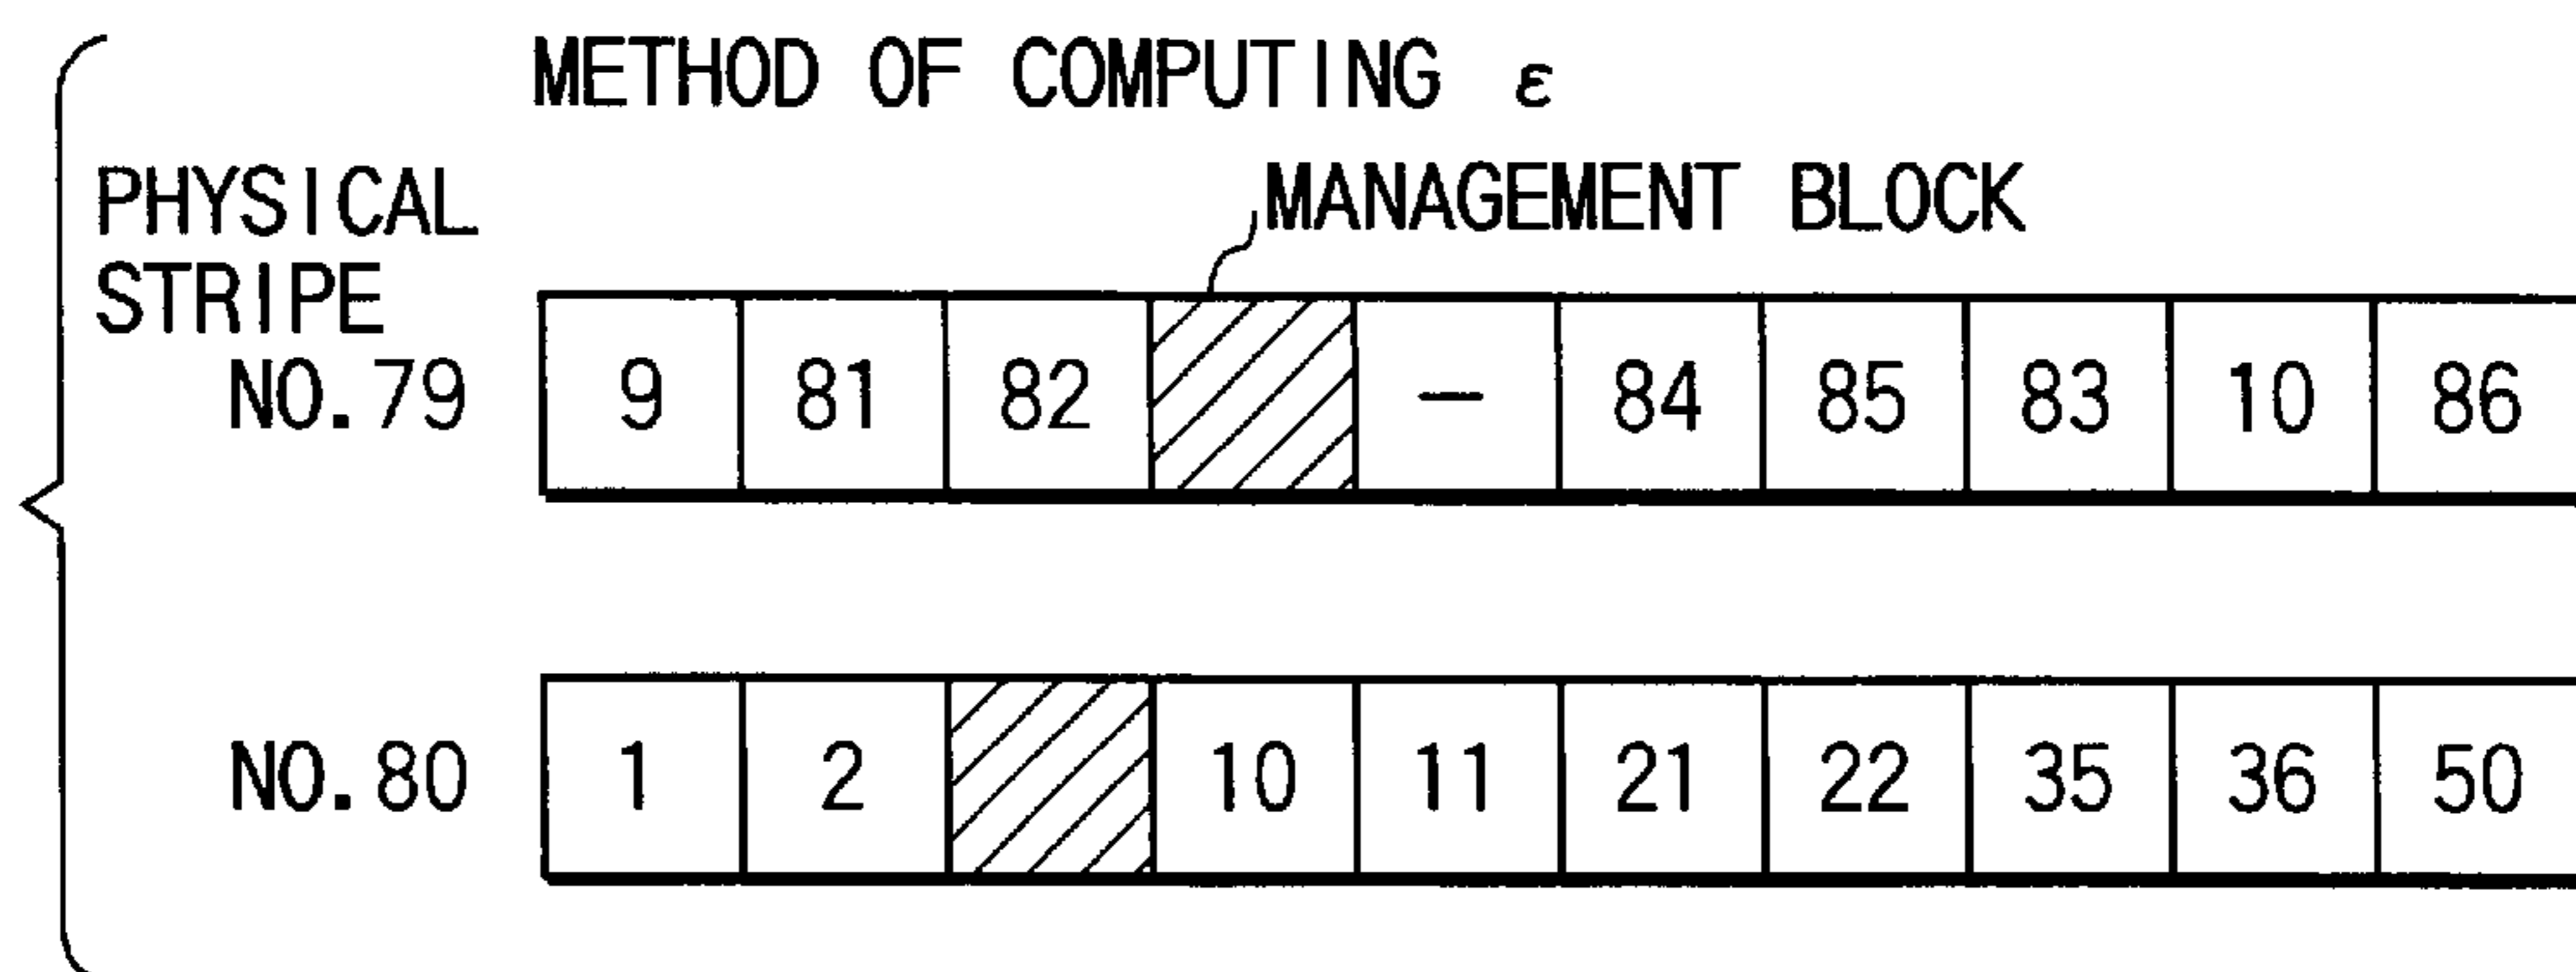 METHOD OF COMPUTING ε
PHYSICAL
STRIPE
MANAGEMENT BLOCK
NO.79 9 81 82 – 84 85 83 10 86
NO.80 1 2 10 11 21 22 35 36 50